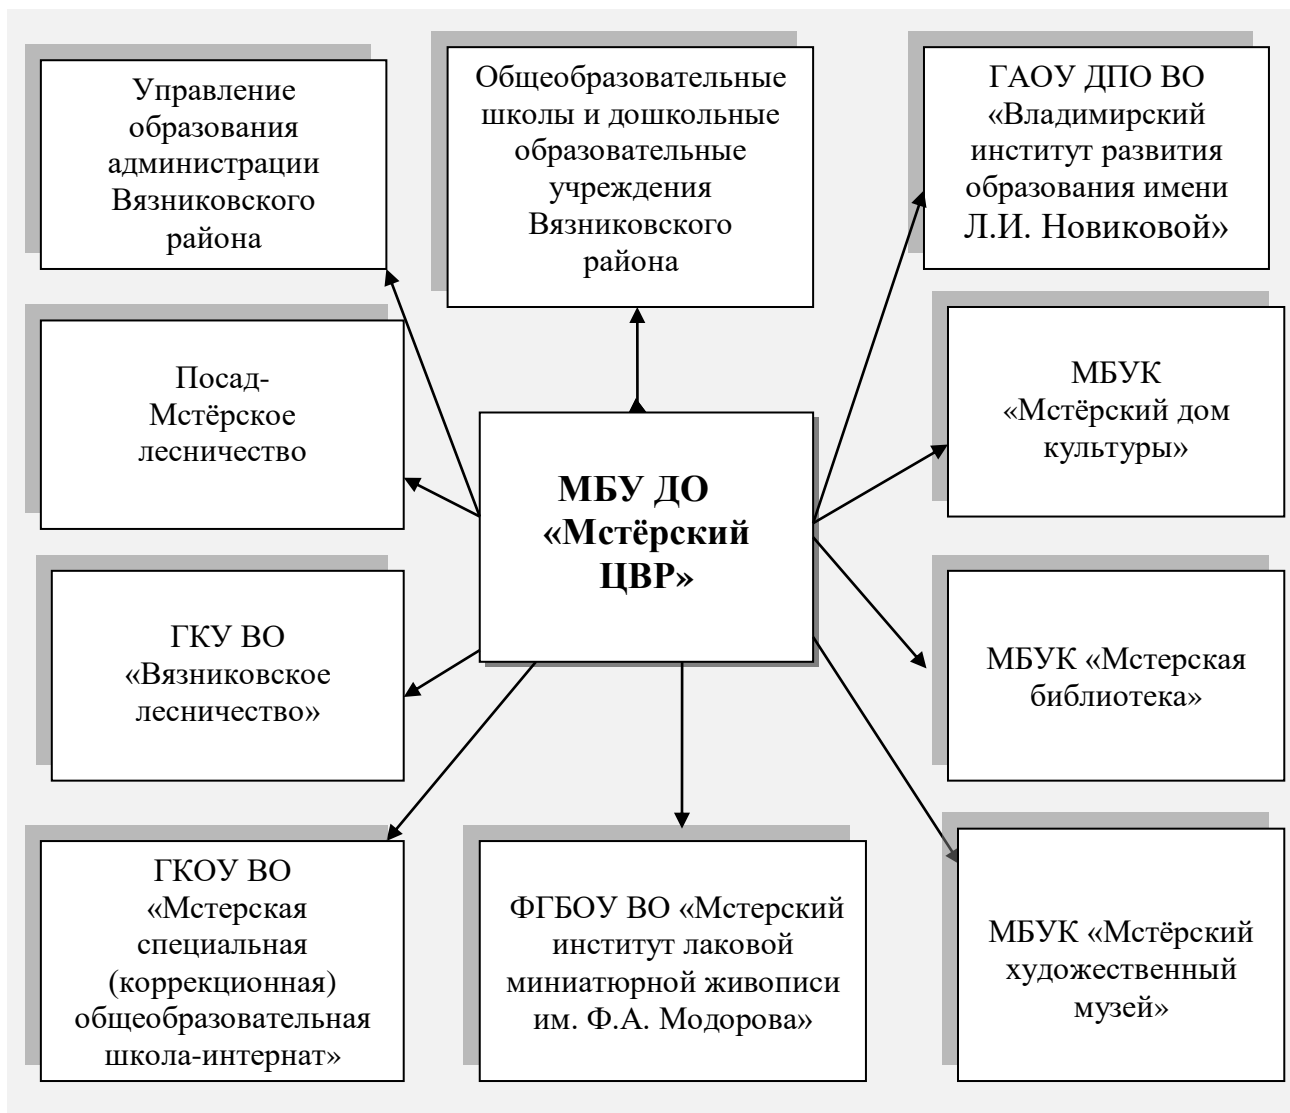 Управление
образования
администрации
Вязниковского
района
Общеобразовательные
школы и дошкольные
образовательные
учреждения
Вязниковского
района
ГАОУ ДПО ВО
«Владимирский
институт развития
образования имени
Л.И. Новиковой»
Посад-
Мстёрское
лесничество
МБУ ДО
«Мстёрский
ЦВР»
МБУК
«Мстёрский дом
культуры»
ГКУ ВО
«Вязниковское
лесничество»
МБУК «Мстерская
библиотека»
ГКОУ ВО
«Мстерская
специальная
(коррекционная)
общеобразовательная
школа-интернат»
ФГБОУ ВО «Мстерский
институт лаковой
миниатюрной живописи
им. Ф.А. Модорова»
МБУК «Мстёрский
художественный
музей»